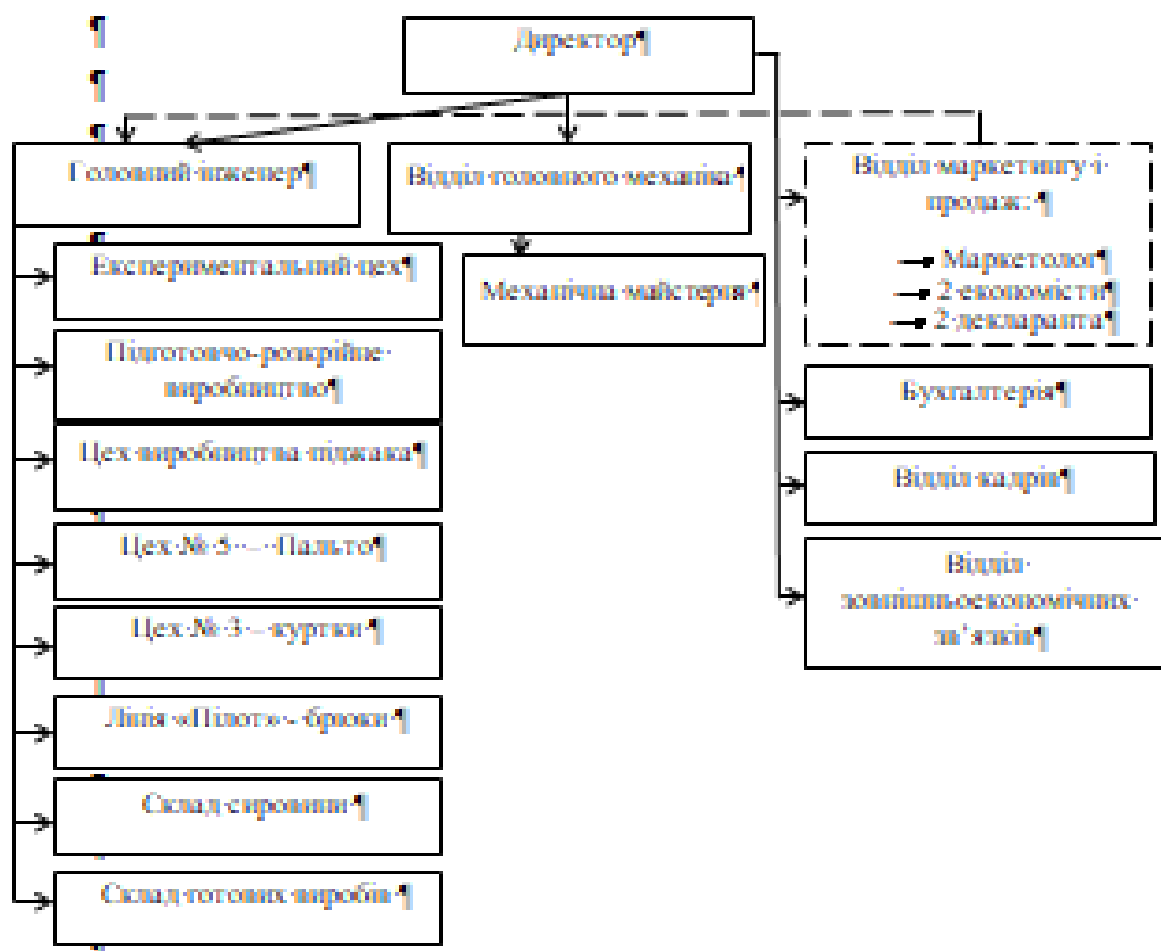 Директор
Головний інженер
Відділ головного механіка
Відділ маркетингу і
продаж:
Маркетолог
2 економісти
2 декларанта
Експериментальний цех
Механічна майстерія
Підготовчо-розкрійне
виробництво
Бухгалтерія
Цех виробництва піджака
Відділ кадрів
Цех № 5 – Пальто
Відділ
зовнішньоекономічних
зв’язків
Цех № 3 – куртки
Лінія «Пілот» - брюки
Склад сировини
Склад готових виробів